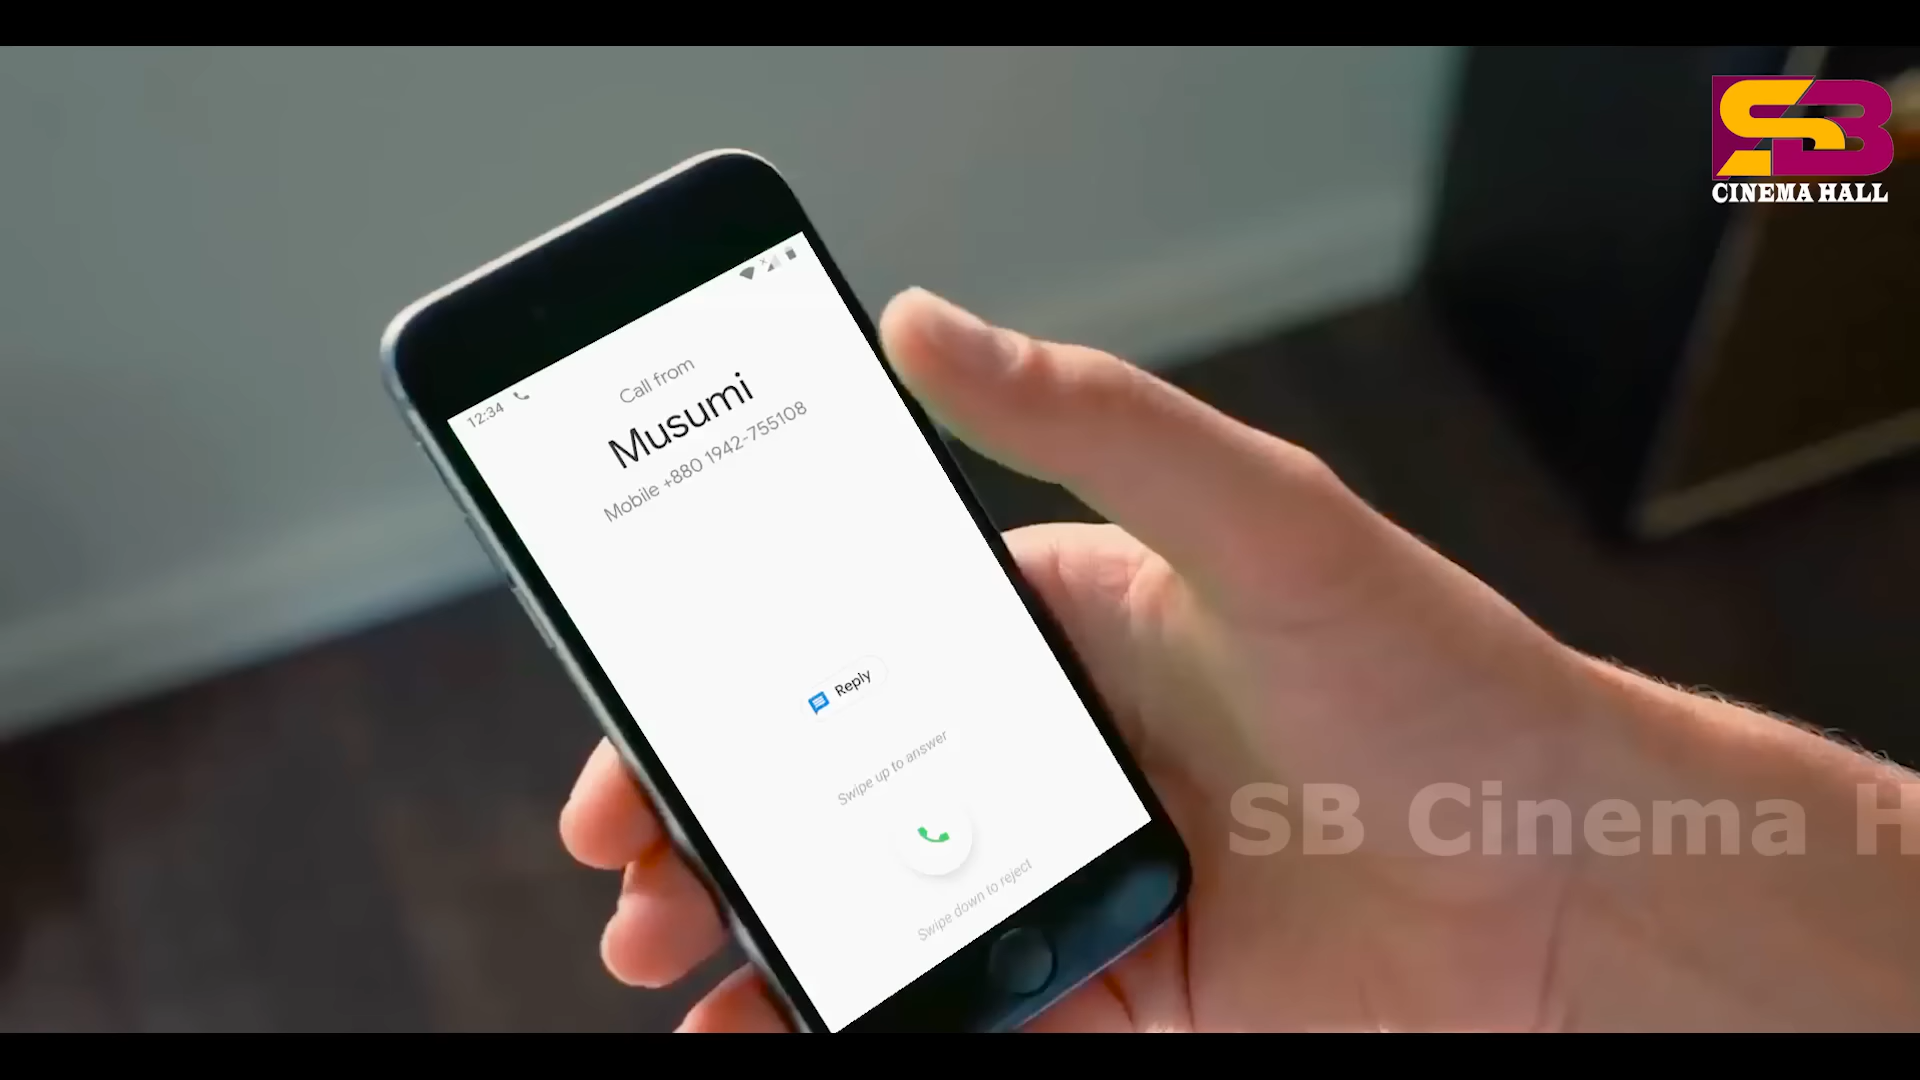 SB
CINEMA HALL
12:34
Call from
Musumi
Mobile +880 1942-755108
Reply
Swipe up to answer
Swipe down to reject
SB Cinema H